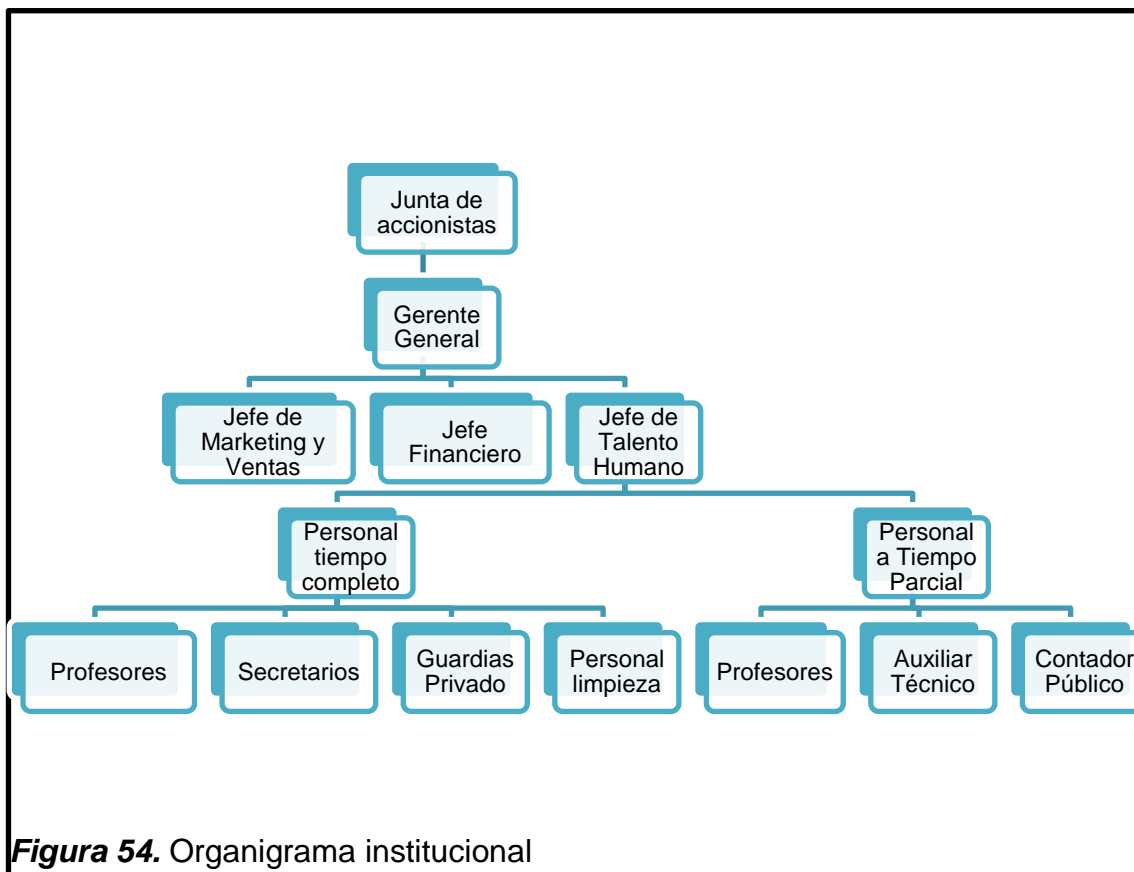 Junta de
accionistas
Gerente
General
Jefe de
Marketing y
Ventas
Jefe
Financiero
Jefe de
Talento
Humano
Personal
tiempo
completo
Personal
a Tiempo
Parcial
Profesores
Secretarios
Guardias
Privado
Personal
limpieza
Profesores
Auxiliar
Técnico
Contador
Público
Figura 54. Organigrama institucional